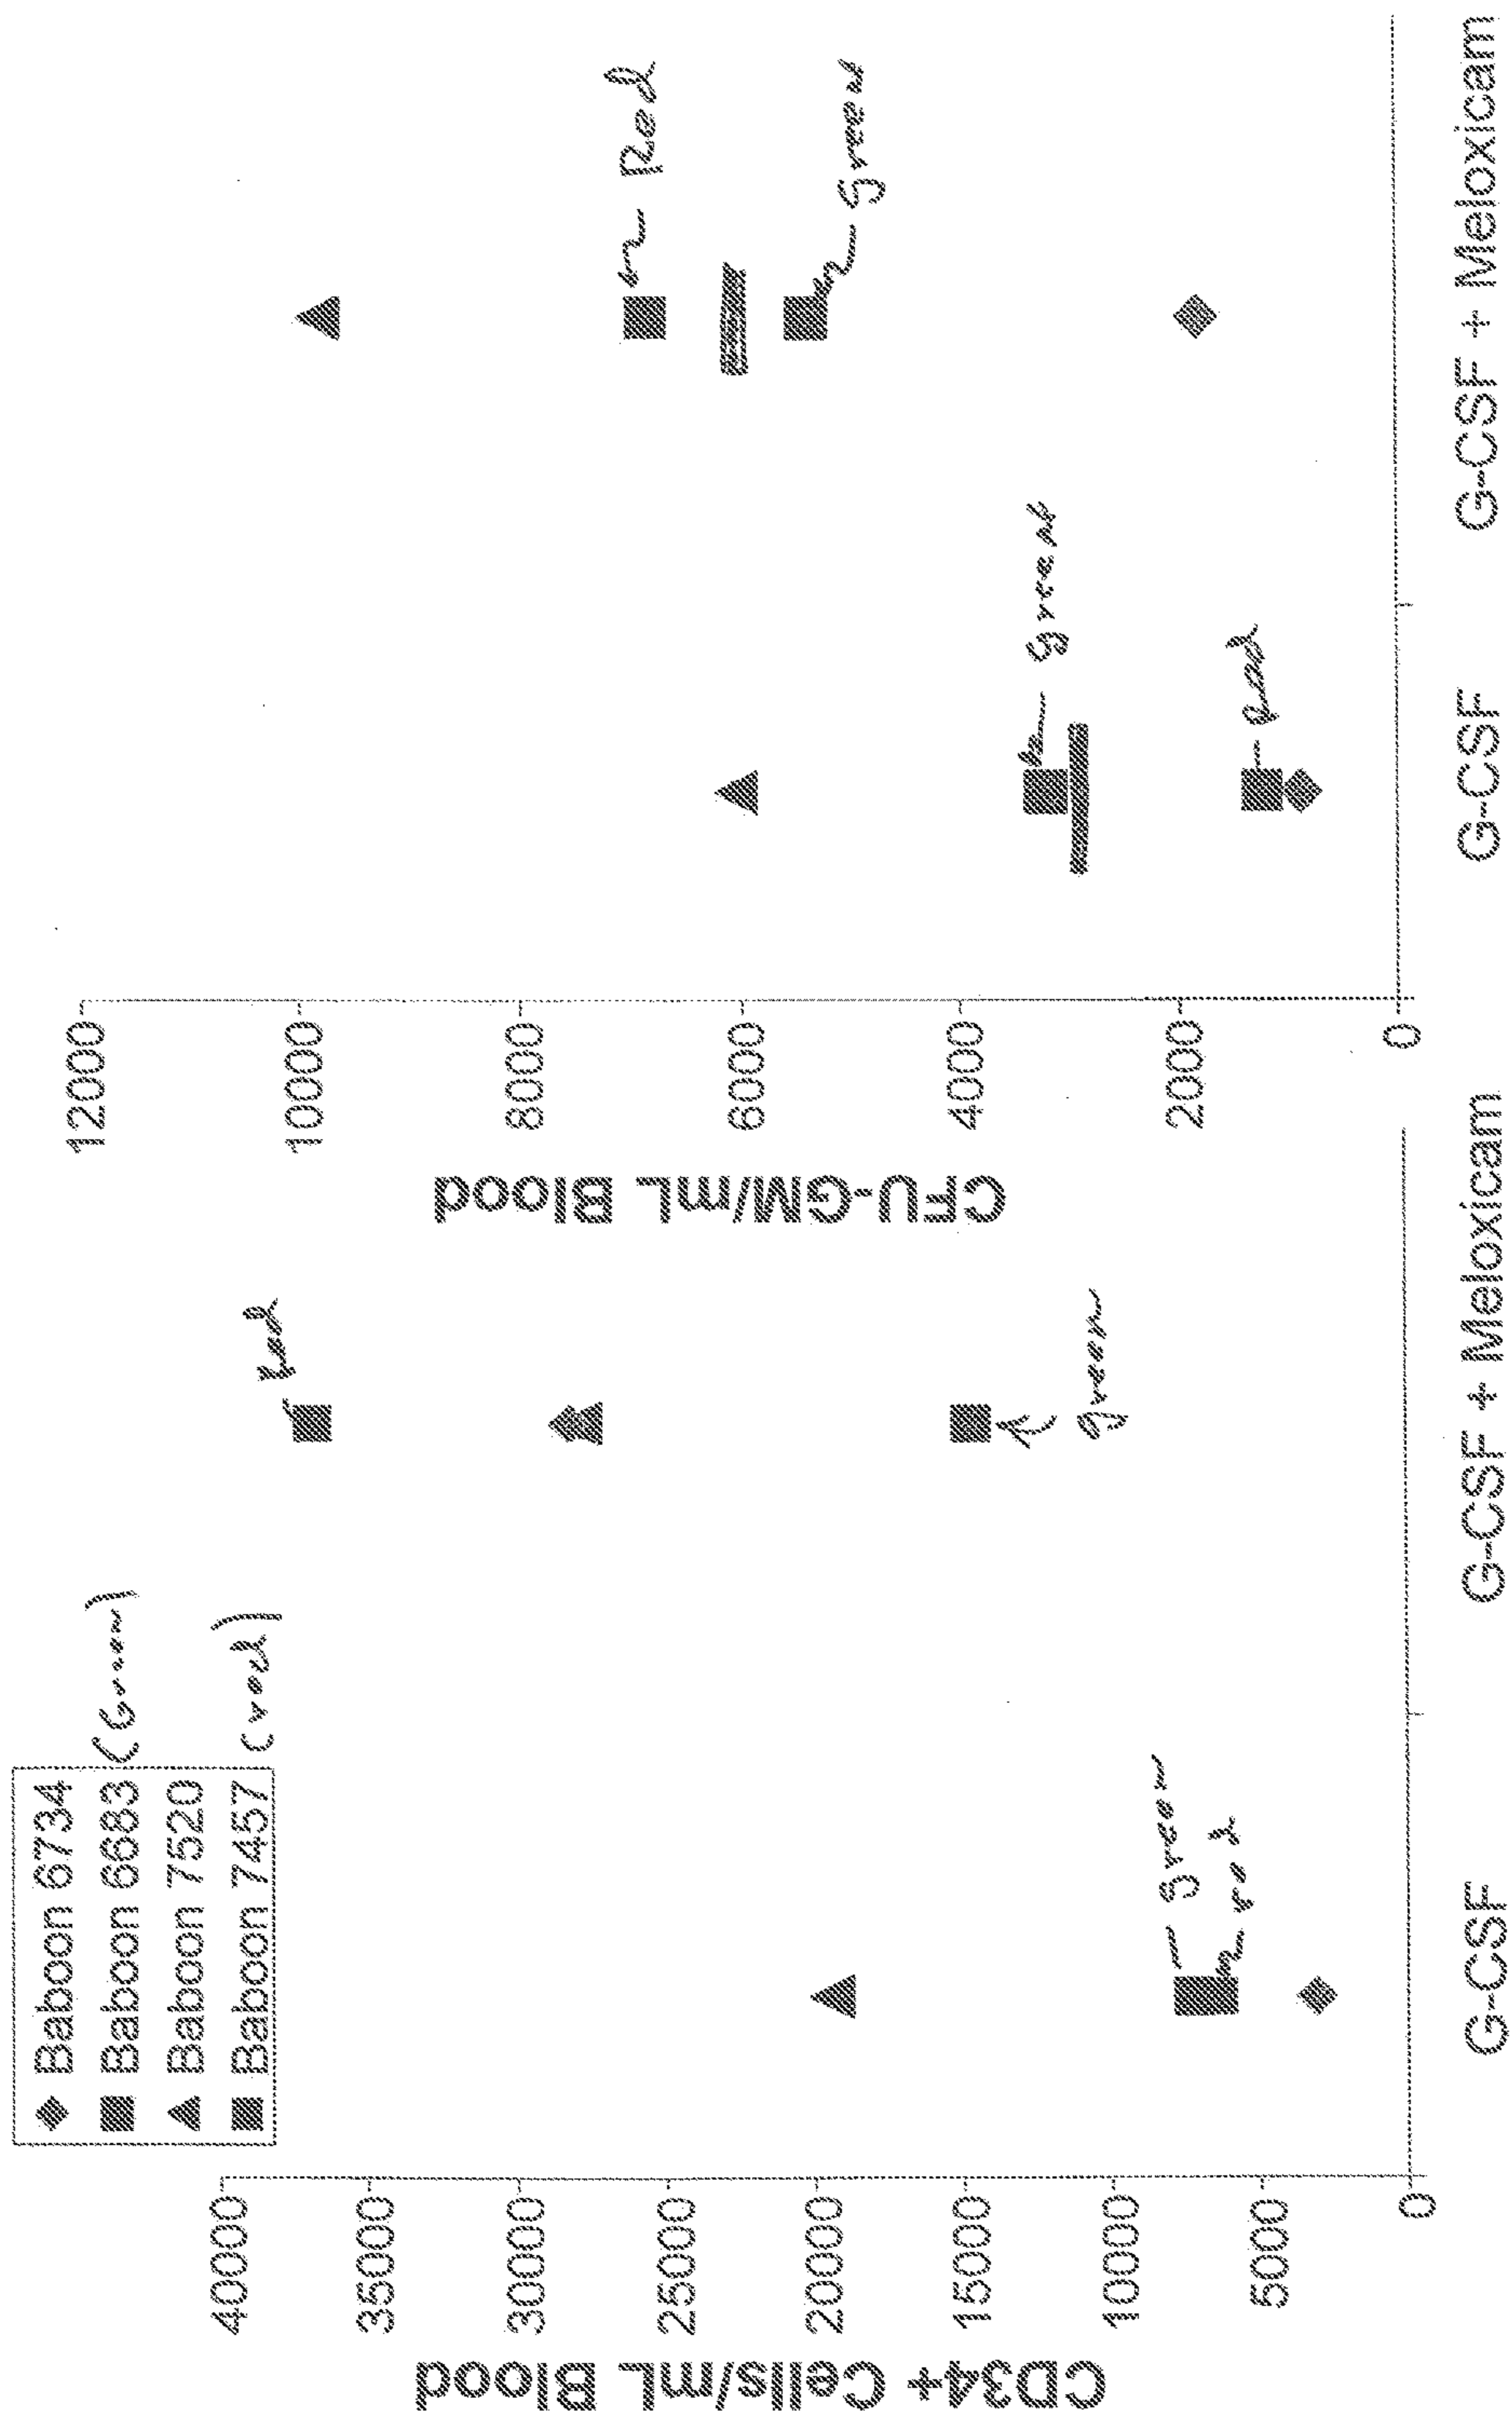 Baboon 6734
Baboon 6683 (Green)
Baboon 7520
Baboon 7457 (red)
CD34+ Cells/mL Blood
40000
35000
30000
25000
20000
15000
10000
5000
0
red
green
green
red
G-CSF
G-CSF + Meloxicam
CFU-GM/mL Blood
12000
10000
8000
6000
4000
2000
0
Red
green
green
Red
G-CSF
G-CSF + Meloxicam